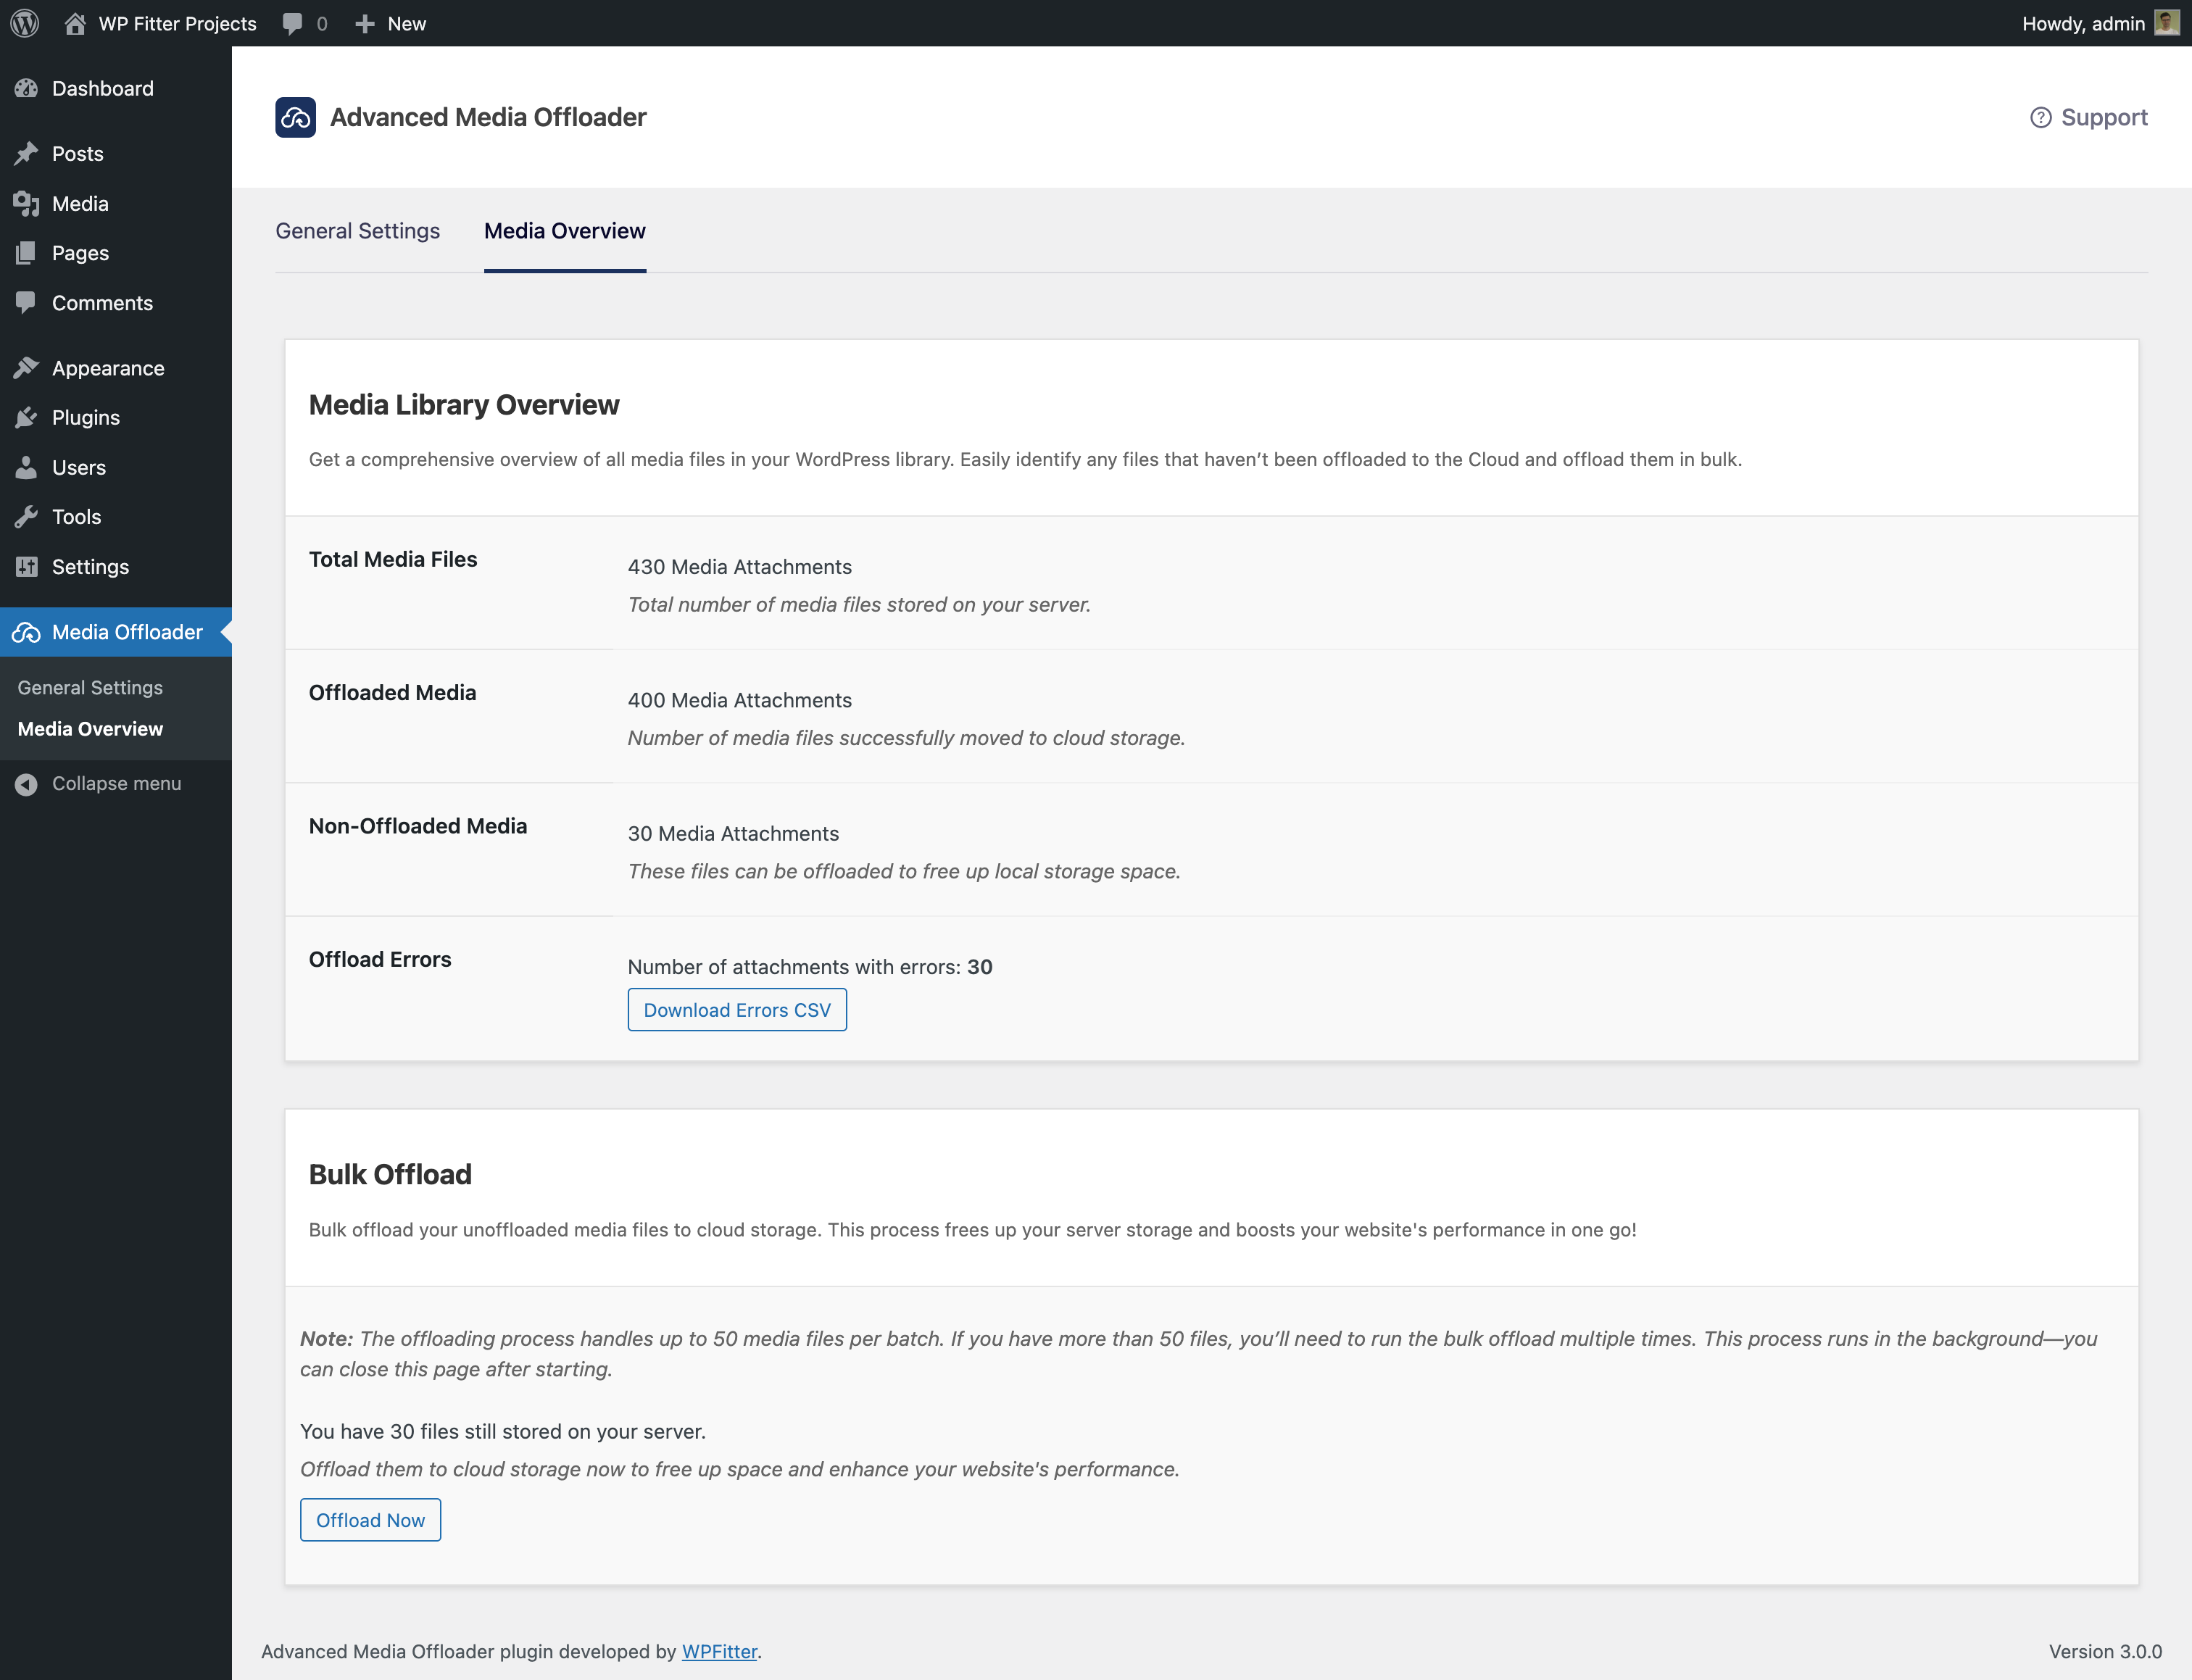 WP Fitter Projects
0
New
Howdy, admin
Dashboard
Posts
Media
Pages
Comments
Appearance
Plugins
Users
Tools
Settings
Media Offloader
General Settings
Media Overview
Collapse menu
Advanced Media Offloader
Support
General Settings
Media Overview
Media Library Overview
Get a comprehensive overview of all media files in your WordPress library. Easily identify any files that haven’t been offloaded to the Cloud and offload them in bulk.
Total Media Files
430 Media Attachments
Total number of media files stored on your server.
Offloaded Media
400 Media Attachments
Number of media files successfully moved to cloud storage.
Non-Offloaded Media
30 Media Attachments
These files can be offloaded to free up local storage space.
Offload Errors
Number of attachments with errors: 30
Download Errors CSV
Bulk Offload
Bulk offload your unoffloaded media files to cloud storage. This process frees up your server storage and boosts your website's performance in one go!
Note: The offloading process handles up to 50 media files per batch. If you have more than 50 files, you’ll need to run the bulk offload multiple times. This process runs in the background—you
can close this page after starting.
You have 30 files still stored on your server.
Offload them to cloud storage now to free up space and enhance your website's performance.
Offload Now
Advanced Media Offloader plugin developed by WPFitter.
Version 3.0.0